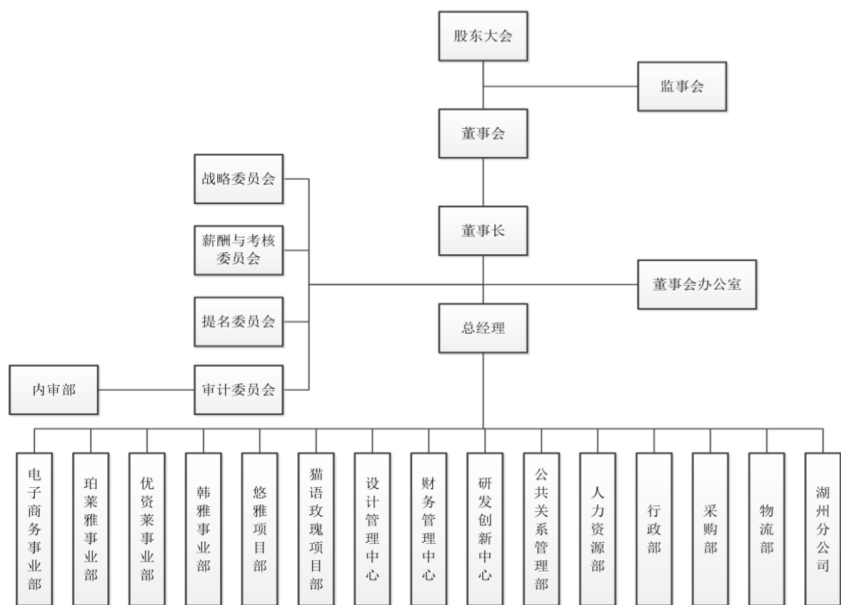 股东大会
监事会
董事会
战略委员会
董事长
薪酬与考核
委员会
董事会办公室
提名委员会
总经理
内审部
审计委员会
电子商务事业部
珀莱雅事业部
优资莱事业部
韩雅事业部
悠雅项目部
猫语玫瑰项目部
设计管理中心
财务管理中心
研发创新中心
公共关系管理部
人力资源部
行政部
采购部
物流部
湖州分公司